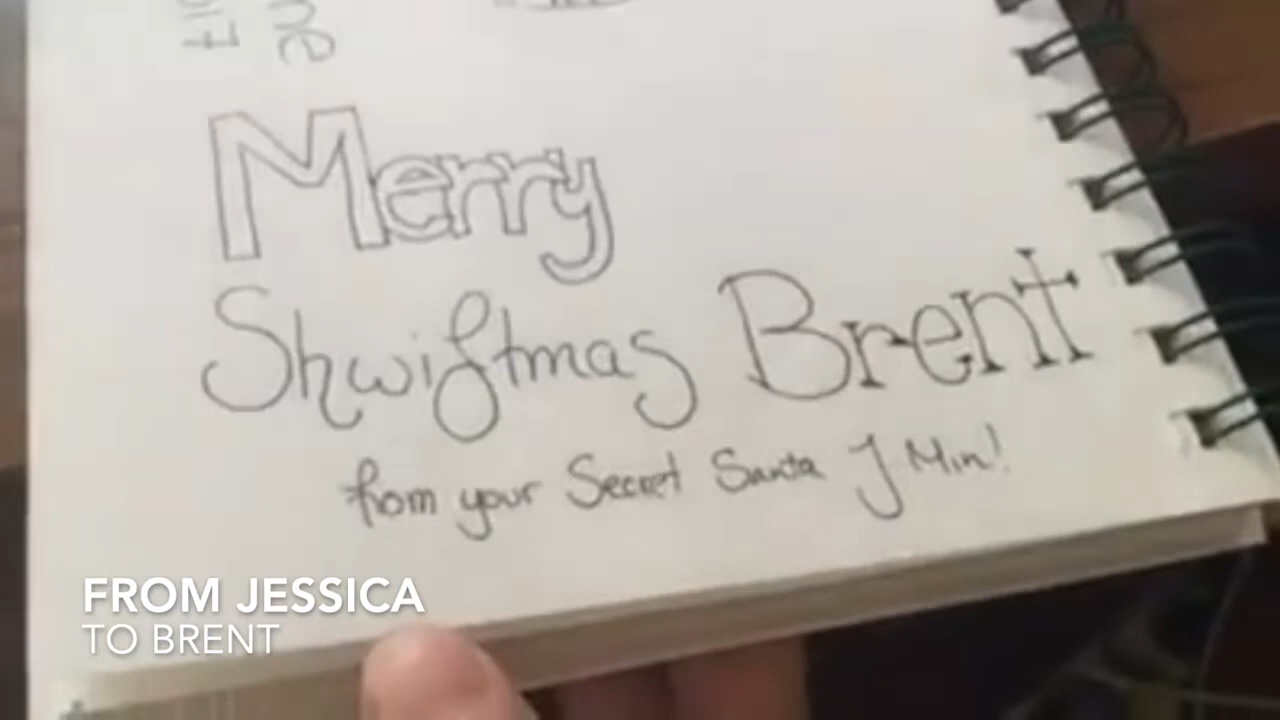 Merry
Shwiftmas Brent
from your Secret Santa J Min!
FROM JESSICA
TO BRENT